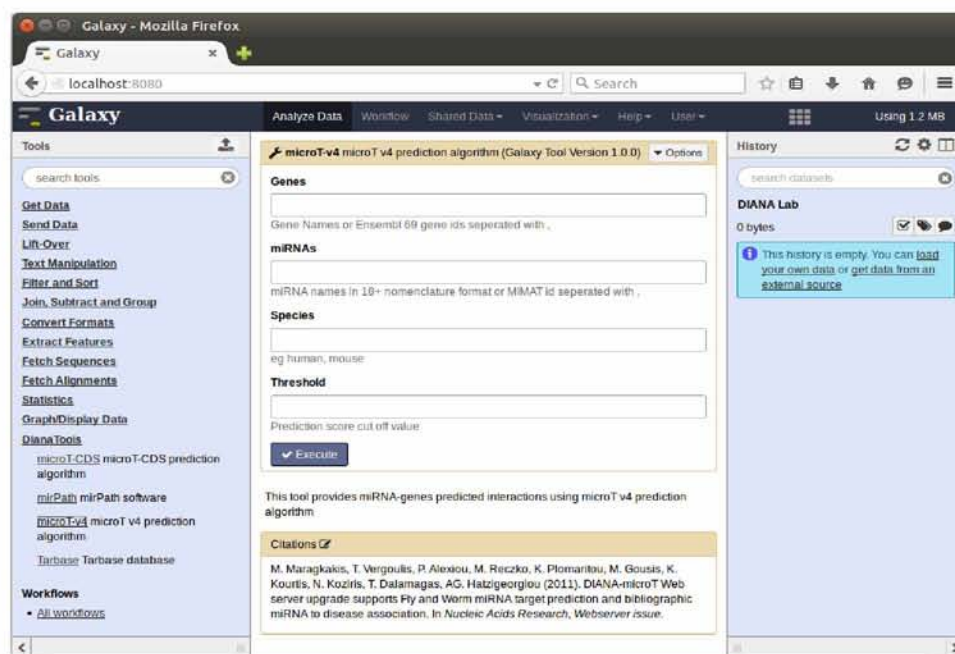 Galaxy - Mozilla Firefox
Galaxy ×
localhost:8080
Search
Galaxy
Analyze Data Workflow Shared Data Visualization Help User
Using 1.2 MB
Tools
search tools
Get Data
Send Data
Lift-Over
Text Manipulation
Filter and Sort
Join, Subtract and Group
Convert Formats
Extract Features
Fetch Sequences
Fetch Alignments
Statistics
Graph/Display Data
DianaTools
microT-CDS microT-CDS prediction
algorithm
mirPath mirPath software
microT-v4 microT v4 prediction
algorithm
Tarbase Tarbase database
Workflows
• All workflows
microT-v4 microT v4 prediction algorithm (Galaxy Tool Version 1.0.0)
Options
Genes
Gene Names or Ensembl 69 gene ids seperated with ,
miRNAs
miRNA names in 18+ nomenclature format or MIMAT id seperated with ,
Species
eg human, mouse
Threshold
Prediction score cut off value
Execute
This tool provides miRNA-genes predicted interactions using microT v4 prediction
algorithm
Citations
M. Maragkakis, T. Vergoulis, P. Alexiou, M. Reczko, K. Plomaritou, M. Gousis, K.
Kourtis, N. Koziris, T. Dalamagas, AG. Hatzigeorgiou (2011). DIANA-microT Web
server upgrade supports Fly and Worm miRNA target prediction and bibliographic
miRNA to disease association. In Nucleic Acids Research, Webserver issue.
History
search datasets
DIANA Lab
0 bytes
This history is empty. You can load
your own data or get data from an
external source